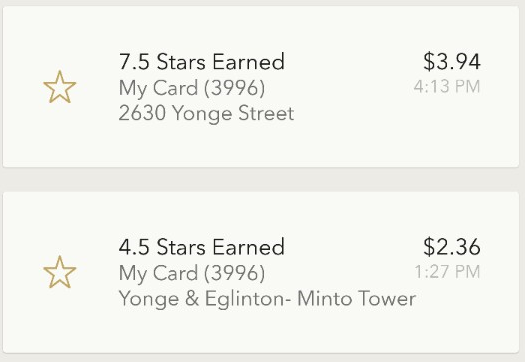 7.5 Stars Earned $3.94
My Card (3996) 4:13 PM
2630 Yonge Street
4.5 Stars Earned $2.36
My Card (3996) 1:27 PM
Yonge & Eglinton- Minto Tower